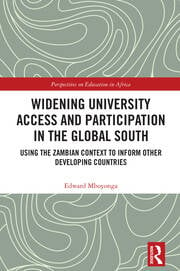 Perspectives on Education in Africa
WIDENING UNIVERSITY
ACCESS AND PARTICIPATION
IN THE GLOBAL SOUTH
USING THE ZAMBIAN CONTEXT TO INFORM OTHER
DEVELOPING COUNTRIES
Edward Mboyonga
R
ROUTLEDGE